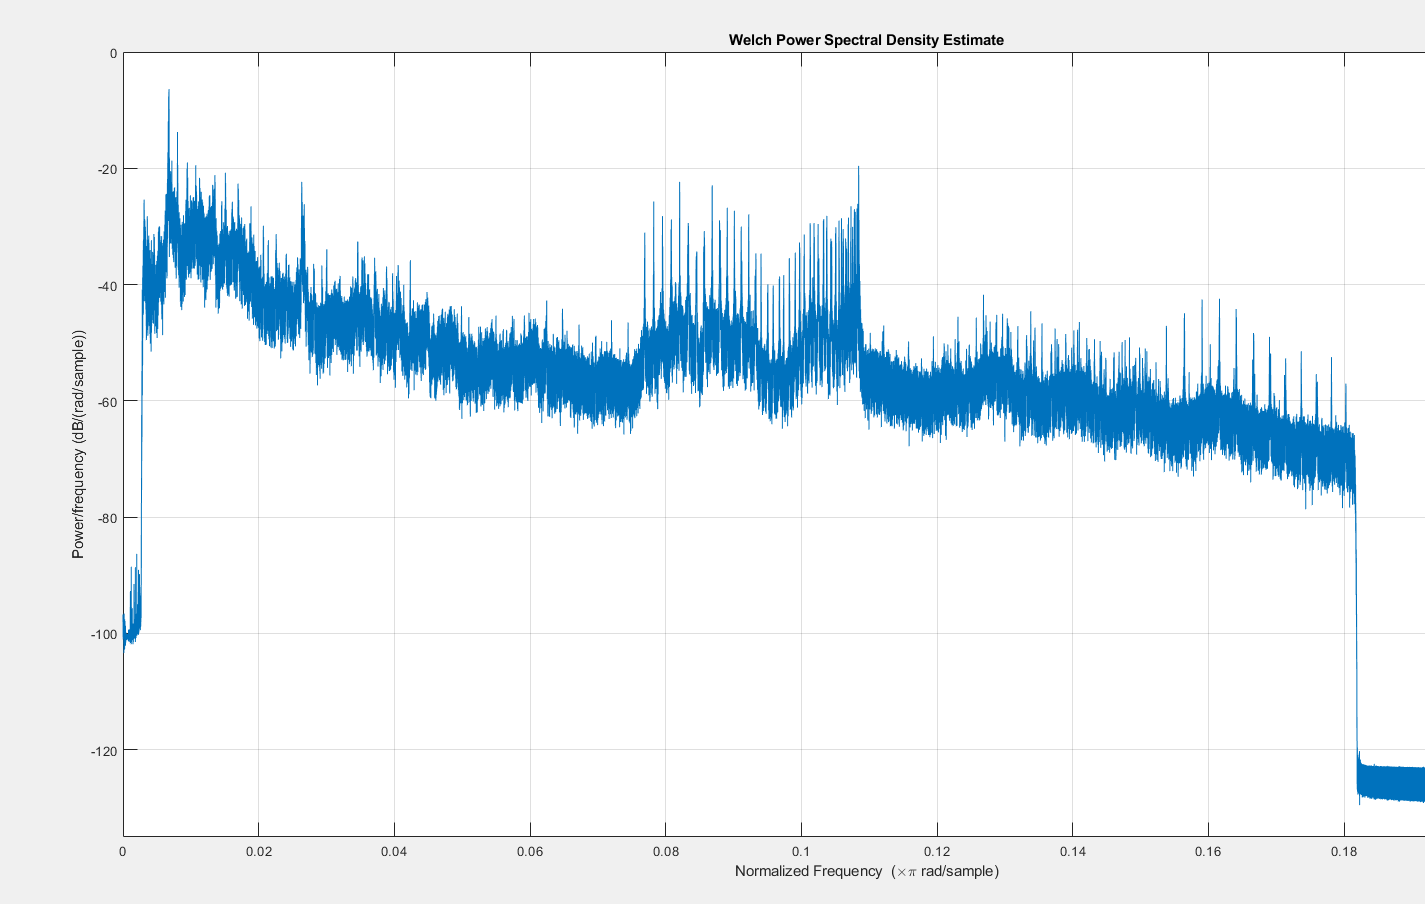 Welch Power Spectral Density Estimate
0
-20
-40
-60
-80
-100
-120
Power/frequency (dB/(rad/sample))
0 0.02 0.04 0.06 0.08 0.1 0.12 0.14 0.16 0.18
Normalized Frequency (×π rad/sample)